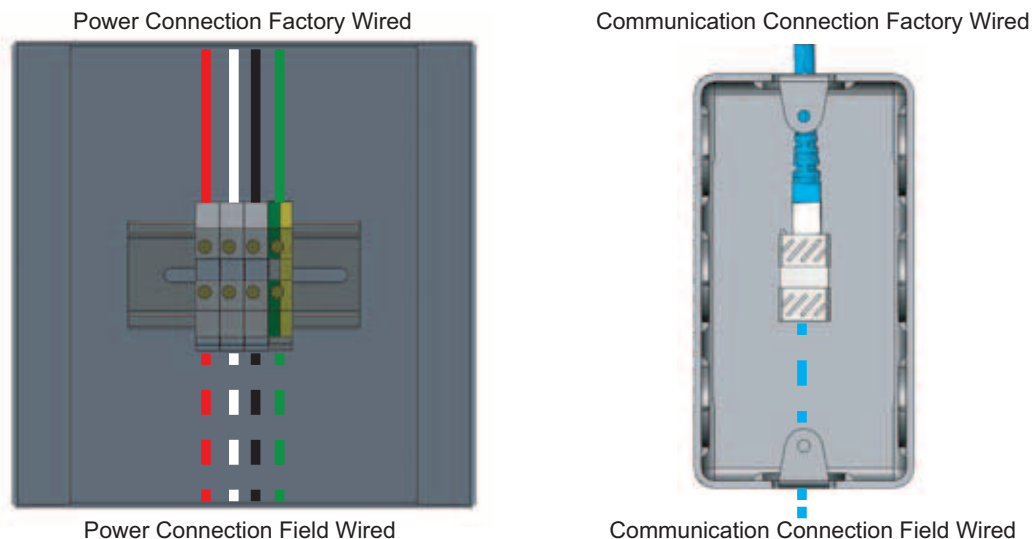 Power Connection Factory Wired
Communication Connection Factory Wired
Power Connection Field Wired
Communication Connection Field Wired